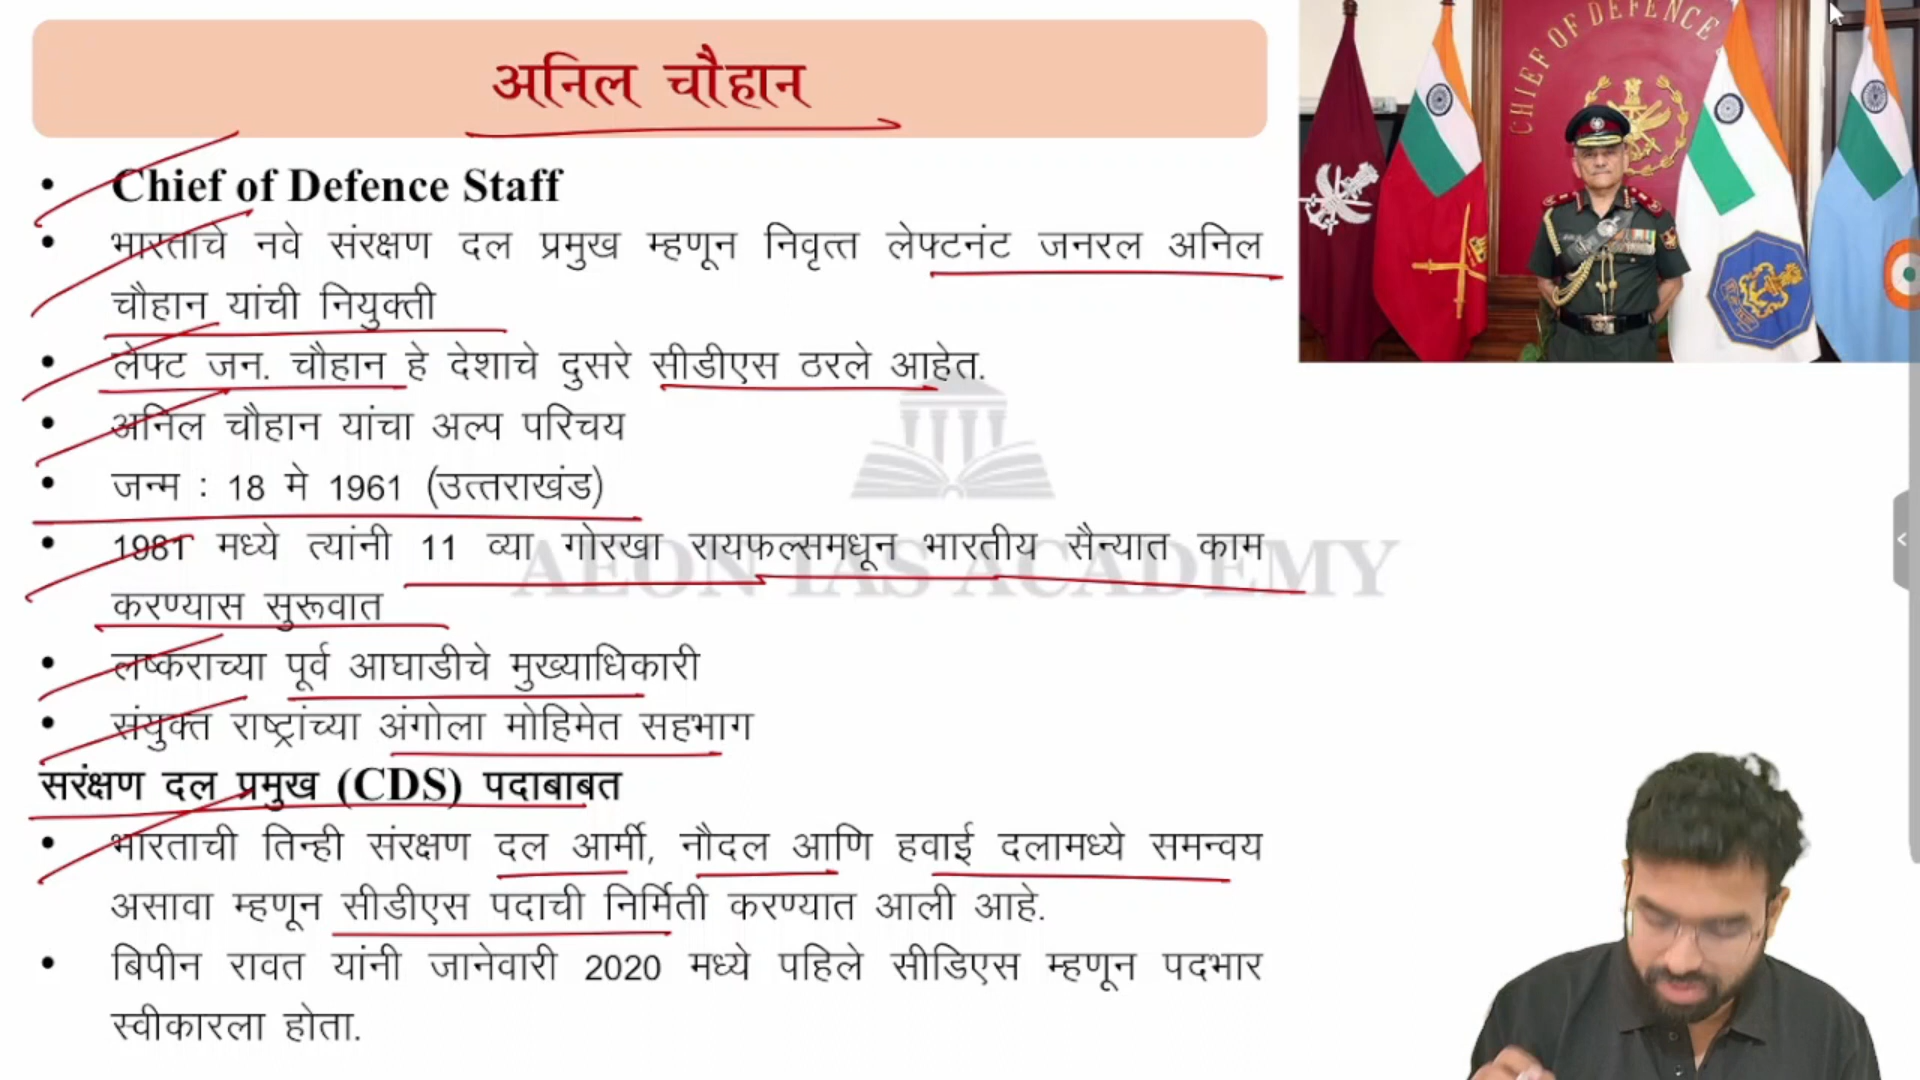 अनिल चौहान
CHIEF OF DEFENCE
• Chief of Defence Staff
• भारताचे नवे संरक्षण दल प्रमुख म्हणून निवृत्त लेफ्टनंट जनरल अनिल
चौहान यांची नियुक्ती
• लेफ्ट जन. चौहान हे देशाचे दुसरे सीडीएस ठरले आहेत.
• अनिल चौहान यांचा अल्प परिचय
• जन्म : 18 मे 1961 (उत्तराखंड)
• 1981 मध्ये त्यांनी 11 व्या गोरखा रायफल्समधून भारतीय सैन्यात काम
करण्यास सुरूवात
AEON IAS ACADEMY
• लष्कराच्या पूर्व आघाडीचे मुख्याधिकारी
• संयुक्त राष्ट्रांच्या अंगोला मोहिमेत सहभाग
सरंक्षण दल प्रमुख (CDS) पदाबाबत
• भारताची तिन्ही संरक्षण दल आर्मी, नौदल आणि हवाई दलामध्ये समन्वय
असावा म्हणून सीडीएस पदाची निर्मिती करण्यात आली आहे.
• बिपीन रावत यांनी जानेवारी 2020 मध्ये पहिले सीडिएस म्हणून पदभार
स्वीकारला होता.